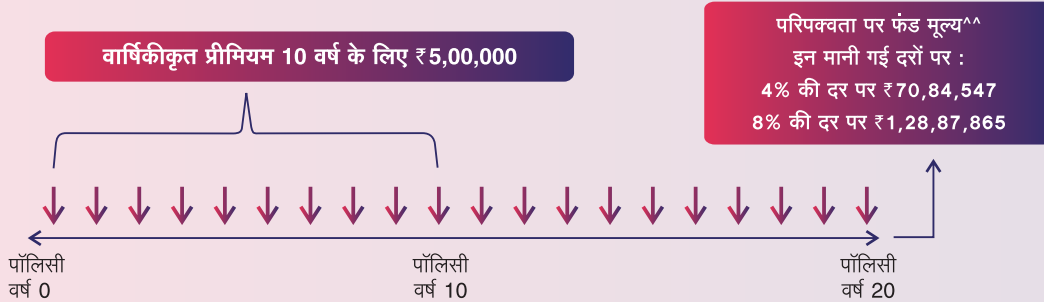 वार्षिकीकृत प्रीमियम 10 वर्ष के लिए ₹5,00,000
परिपक्वता पर फंड मूल्य^^
इन मानी गई दरों पर :
4% की दर पर ₹70,84,547
8% की दर पर ₹1,28,87,865
पॉलिसी
वर्ष 0
पॉलिसी
वर्ष 10
पॉलिसी
वर्ष 20